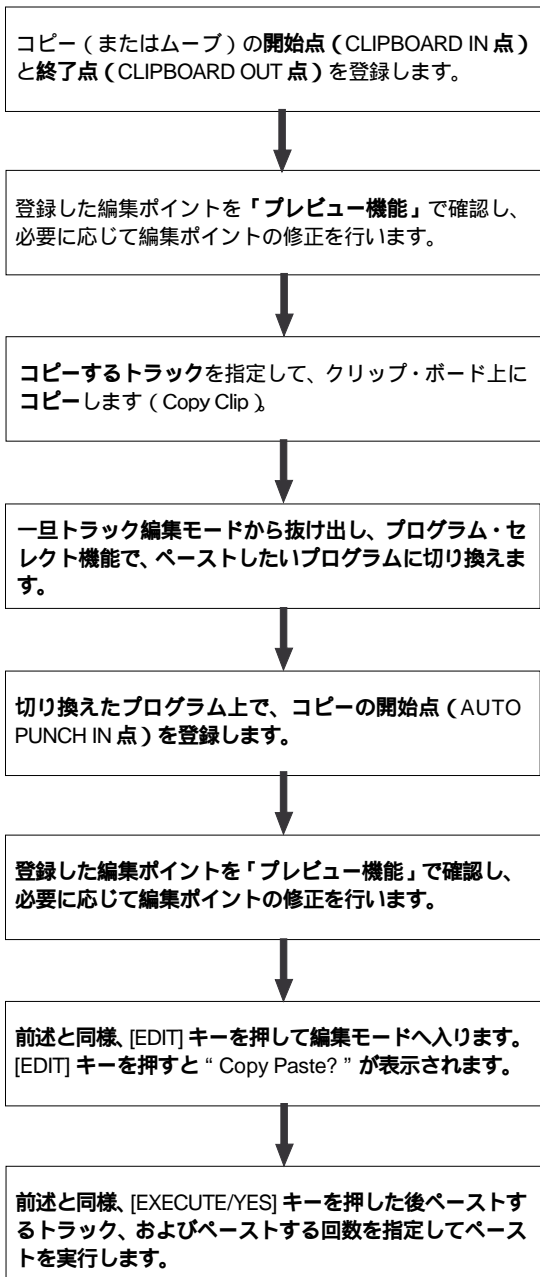 コピー（またはムーブ）の開始点（CLIPBOARD IN 点）
と終了点（CLIPBOARD OUT 点）を登録します。
登録した編集ポイントを「プレビュー機能」で確認し、
必要に応じて編集ポイントの修正を行います。
コピーするトラックを指定して、クリップ・ボード上に
コピーします（Copy Clip）。
一旦トラック編集モードから抜け出し、プログラム・セ
レクト機能で、ペーストしたいプログラムに切り換えま
す。
切り換えたプログラム上で、コピーの開始点（AUTO
PUNCH IN 点）を登録します。
登録した編集ポイントを「プレビュー機能」で確認し、
必要に応じて編集ポイントの修正を行います。
前述と同様、[EDIT] キーを押して編集モードへ入ります。
[EDIT] キーを押すと“ Copy Paste? ”が表示されます。
前述と同様、[EXECUTE/YES] キーを押した後ペーストす
るトラック、およびペーストする回数を指定してペース
トを実行します。